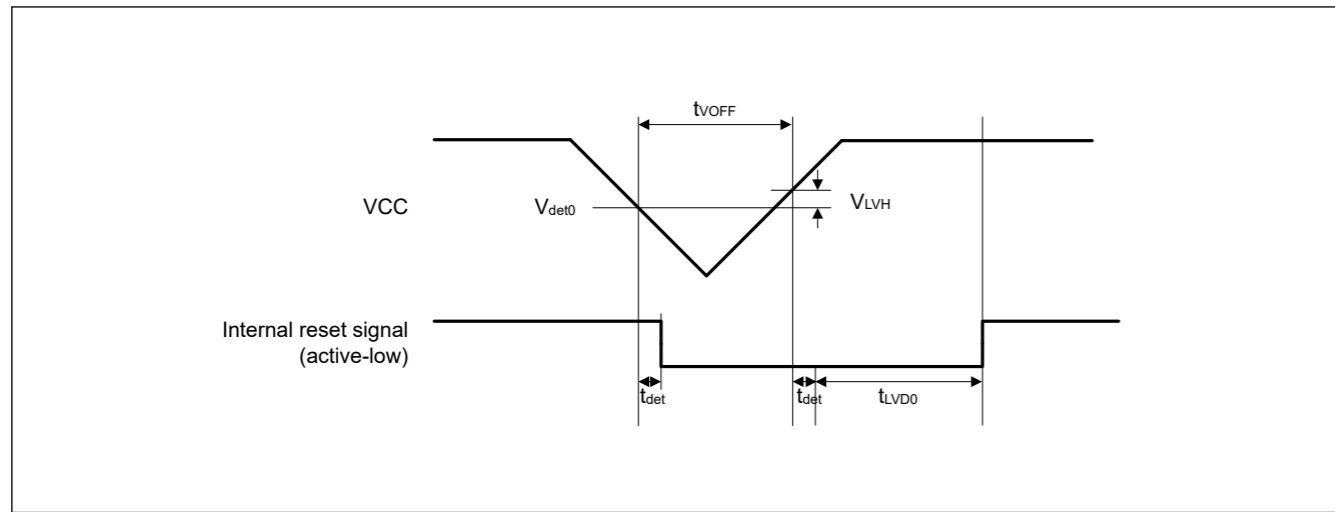 tVOFF
VCC
Vdet0
VLVH
Internal reset signal
(active-low)
tdet
tdet
tLVD0